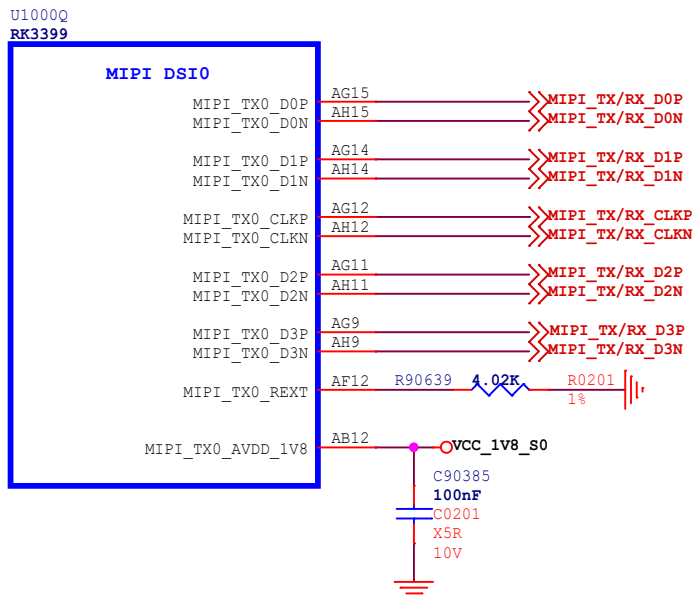 U1000Q
RK3399
MIPI DSI0
MIPI_TX0_D0P AG15 MIPI_TX/RX_D0P
MIPI_TX0_D0N AH15 MIPI_TX/RX_D0N
MIPI_TX0_D1P AG14 MIPI_TX/RX_D1P
MIPI_TX0_D1N AH14 MIPI_TX/RX_D1N
MIPI_TX0_CLKP AG12 MIPI_TX/RX_CLKP
MIPI_TX0_CLKN AH12 MIPI_TX/RX_CLKN
MIPI_TX0_D2P AG11 MIPI_TX/RX_D2P
MIPI_TX0_D2N AH11 MIPI_TX/RX_D2N
MIPI_TX0_D3P AG9 MIPI_TX/RX_D3P
MIPI_TX0_D3N AH9 MIPI_TX/RX_D3N
MIPI_TX0_REXT AF12 R90639 4.02K R0201
1%
MIPI_TX0_AVDD_1V8 AB12 VCC_1V8_S0
C90385
100nF
C0201
X5R
10V